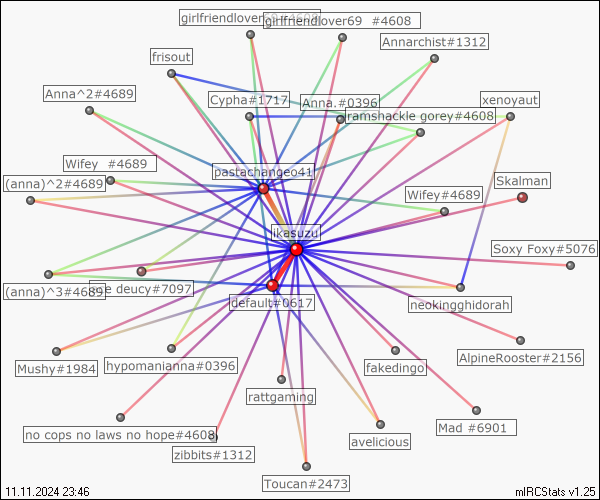 girlfriendlover69 #4608
girlfriendlover69 #4608
Annarchist#1312
frisout
Anna^2#4689
Cypha#1717
Anna.#0396
xenoyaut
ramshackle gorey#4608
Wifey #4689
pastachangeo41
(anna)^2#4689
Skalman
Wifey#4689
ikasuzu
Soxy Foxy#5076
(anna)^3#4689
deucy#7097
default#0617
neokingghidorah
Mushy#1984
hypomanianna#0396
fakedingo
AlpineRooster#2156
rattgaming
no cops no laws no hope#4608
Mad #6901
avelicious
zibbits#1312
Toucan#2473
11.11.2024 23:46
mIRCStats v1.25